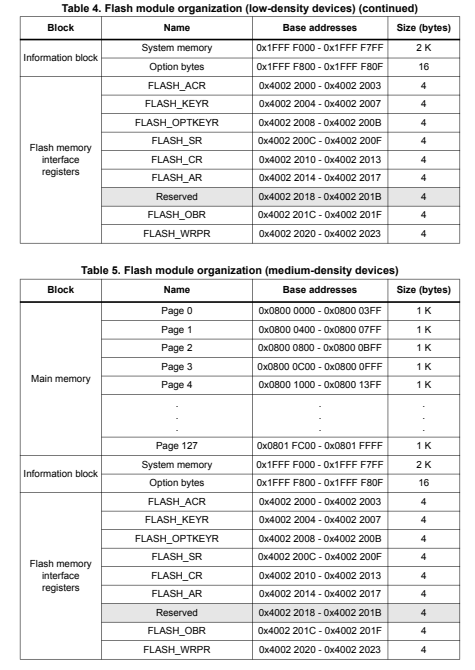 Table 4. Flash module organization (low-density devices) (continued)
Block Name Base addresses Size (bytes)
Information block
System memory 0x1FFF F000 - 0x1FFF F7FF 2 K
Option bytes 0x1FFF F800 - 0x1FFF F80F 16
Flash memory
interface
registers
FLASH_ACR 0x4002 2000 - 0x4002 2003 4
FLASH_KEYR 0x4002 2004 - 0x4002 2007 4
FLASH_OPTKEYR 0x4002 2008 - 0x4002 200B 4
FLASH_SR 0x4002 200C - 0x4002 200F 4
FLASH_CR 0x4002 2010 - 0x4002 2013 4
FLASH_AR 0x4002 2014 - 0x4002 2017 4
Reserved 0x4002 2018 - 0x4002 201B 4
FLASH_OBR 0x4002 201C - 0x4002 201F 4
FLASH_WRPR 0x4002 2020 - 0x4002 2023 4
Table 5. Flash module organization (medium-density devices)
Block Name Base addresses Size (bytes)
Main memory
Page 0 0x0800 0000 - 0x0800 03FF 1 K
Page 1 0x0800 0400 - 0x0800 07FF 1 K
Page 2 0x0800 0800 - 0x0800 0BFF 1 K
Page 3 0x0800 0C00 - 0x0800 0FFF 1 K
Page 4 0x0800 1000 - 0x0800 13FF 1 K
. . .
. . .
. . .
Page 127 0x0801 FC00 - 0x0801 FFFF 1 K
Information block
System memory 0x1FFF F000 - 0x1FFF F7FF 2 K
Option bytes 0x1FFF F800 - 0x1FFF F80F 16
Flash memory
interface
registers
FLASH_ACR 0x4002 2000 - 0x4002 2003 4
FLASH_KEYR 0x4002 2004 - 0x4002 2007 4
FLASH_OPTKEYR 0x4002 2008 - 0x4002 200B 4
FLASH_SR 0x4002 200C - 0x4002 200F 4
FLASH_CR 0x4002 2010 - 0x4002 2013 4
FLASH_AR 0x4002 2014 - 0x4002 2017 4
Reserved 0x4002 2018 - 0x4002 201B 4
FLASH_OBR 0x4002 201C - 0x4002 201F 4
FLASH_WRPR 0x4002 2020 - 0x4002 2023 4